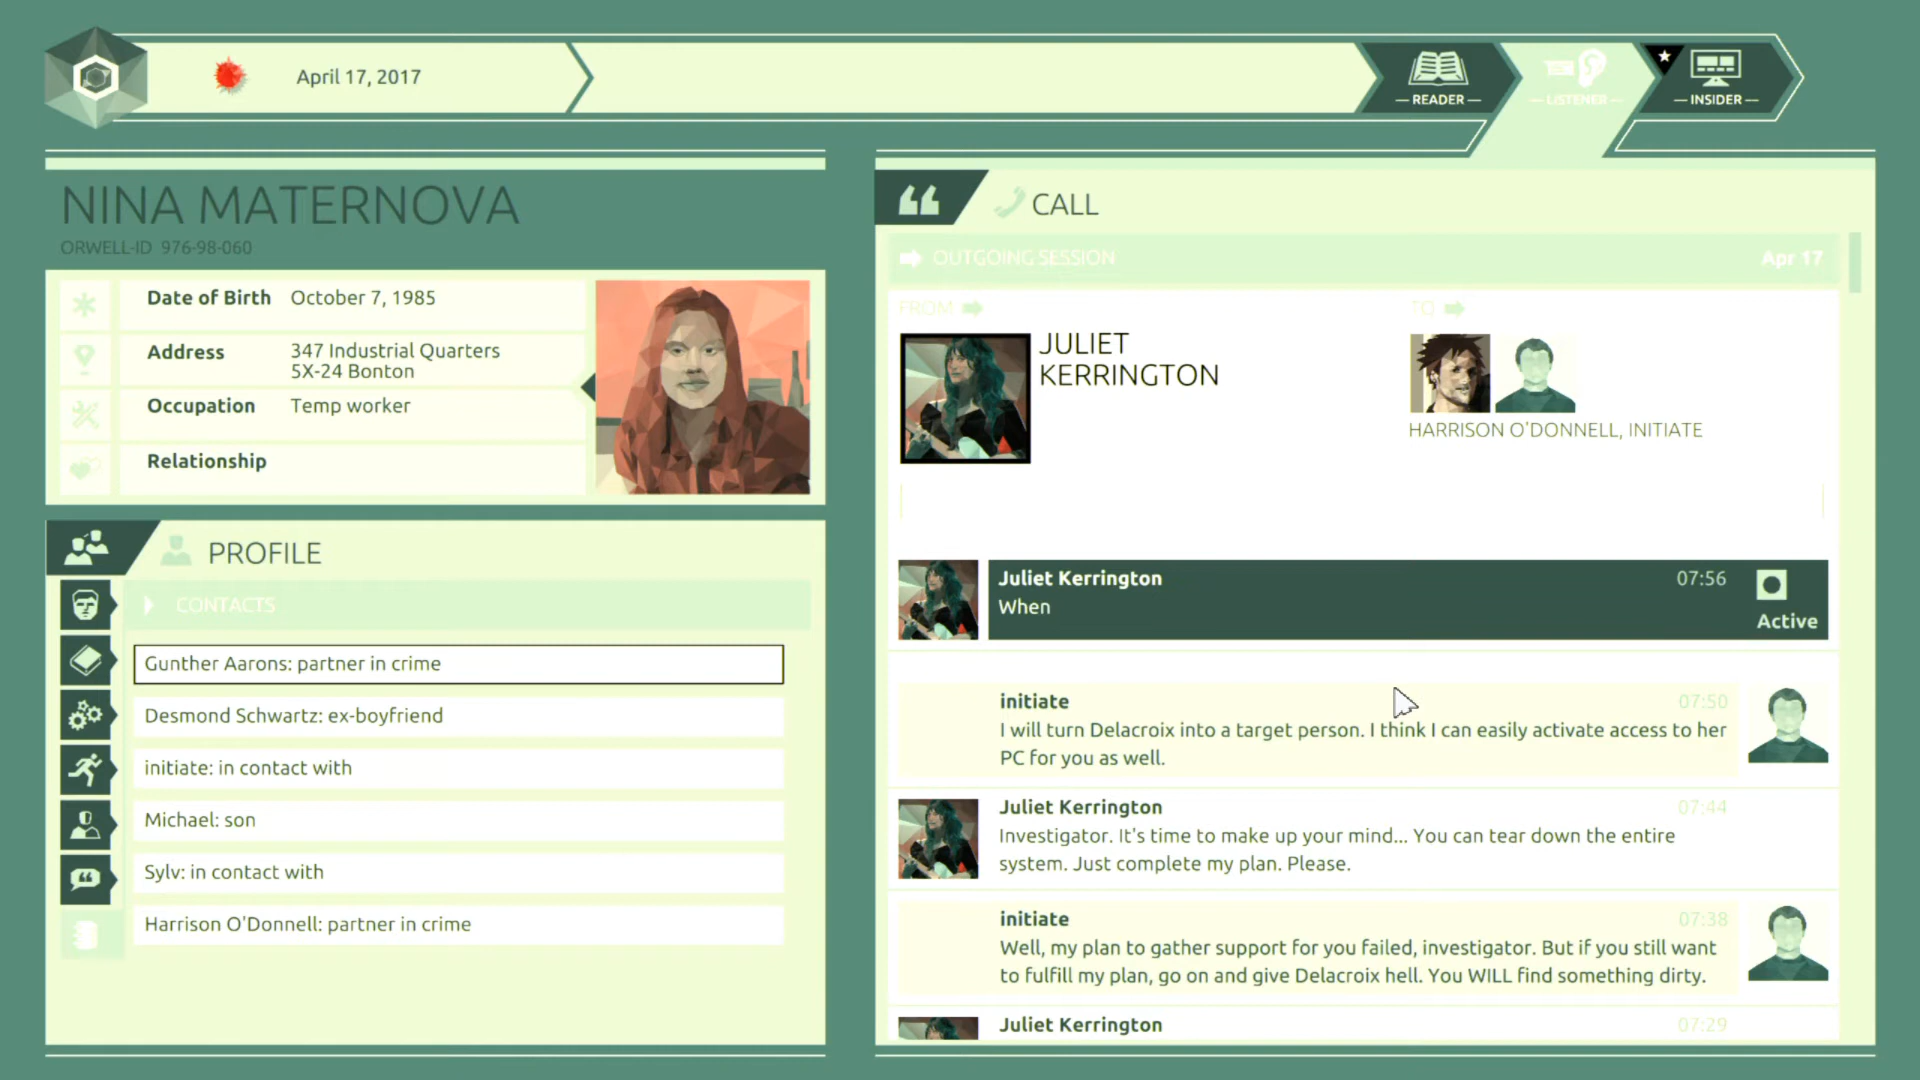 April 17, 2017
READER
LISTENER
INSIDER
NINA MATERNOVA
ORWELL-ID 976-98-060
Date of Birth October 7, 1985
Address 347 Industrial Quarters
5X-24 Bonton
Occupation Temp worker
Relationship
PROFILE
CONTACTS
Gunther Aarons: partner in crime
Desmond Schwartz: ex-boyfriend
initiate: in contact with
Michael: son
Sylv: in contact with
Harrison O'Donnell: partner in crime
CALL
OUTGOING SESSION Apr 17
FROM TO
JULIET
KERRINGTON
HARRISON O'DONNELL, INITIATE
Juliet Kerrington 07:56
When
Active
initiate 07:50
I will turn Delacroix into a target person. I think I can easily activate access to her
PC for you as well.
Juliet Kerrington 07:44
Investigator. It's time to make up your mind... You can tear down the entire
system. Just complete my plan. Please.
initiate 07:38
Well, my plan to gather support for you failed, investigator. But if you still want
to fulfill my plan, go on and give Delacroix hell. You WILL find something dirty.
Juliet Kerrington 07:29